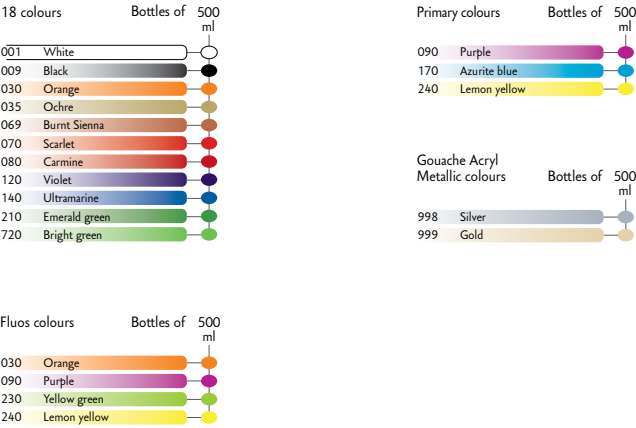 18 colours Bottles of 500 ml
001 White
009 Black
030 Orange
035 Ochre
069 Burnt Sienna
070 Scarlet
080 Carmine
120 Violet
140 Ultramarine
210 Emerald green
720 Bright green
Primary colours Bottles of 500 ml
090 Purple
170 Azurite blue
240 Lemon yellow
Gouache Acryl
Metallic colours Bottles of 500 ml
998 Silver
999 Gold
Fluos colours Bottles of 500 ml
030 Orange
090 Purple
230 Yellow green
240 Lemon yellow